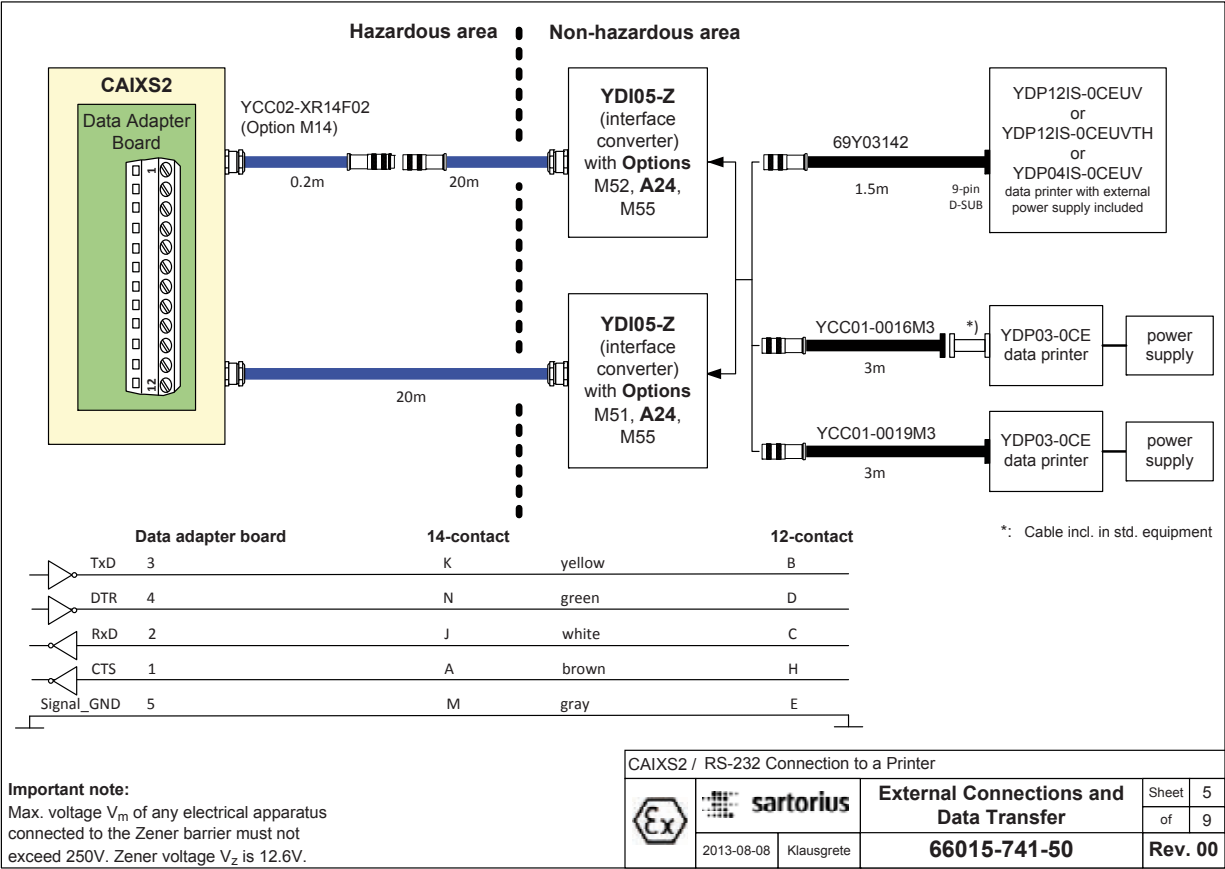 Hazardous area
Non-hazardous area
CAIXS2
Data Adapter
Board
1
12
YCC02-XR14F02
(Option M14)
0.2m
20m
20m
YDI05-Z
(interface
converter)
with Options
M52, A24,
M55
YDI05-Z
(interface
converter)
with Options
M51, A24,
M55
69Y03142
1.5m
9-pin
D-SUB
YDP12IS-0CEUV
or
YDP12IS-0CEUVTH
or
YDP04IS-0CEUV
data printer with external
power supply included
YCC01-0016M3
*)
3m
YDP03-0CE
data printer
power
supply
YCC01-0019M3
3m
YDP03-0CE
data printer
power
supply
*: Cable incl. in std. equipment
Data adapter board 14-contact 12-contact
TxD 3 K yellow B
DTR 4 N green D
RxD 2 J white C
CTS 1 A brown H
Signal_GND 5 M gray E
Important note:
Max. voltage Vm of any electrical apparatus
connected to the Zener barrier must not
exceed 250V. Zener voltage Vz is 12.6V.
CAIXS2 / RS-232 Connection to a Printer
Ex
sartorius
2013-08-08 Klausgrete
External Connections and
Data Transfer
66015-741-50
Sheet 5
of 9
Rev. 00